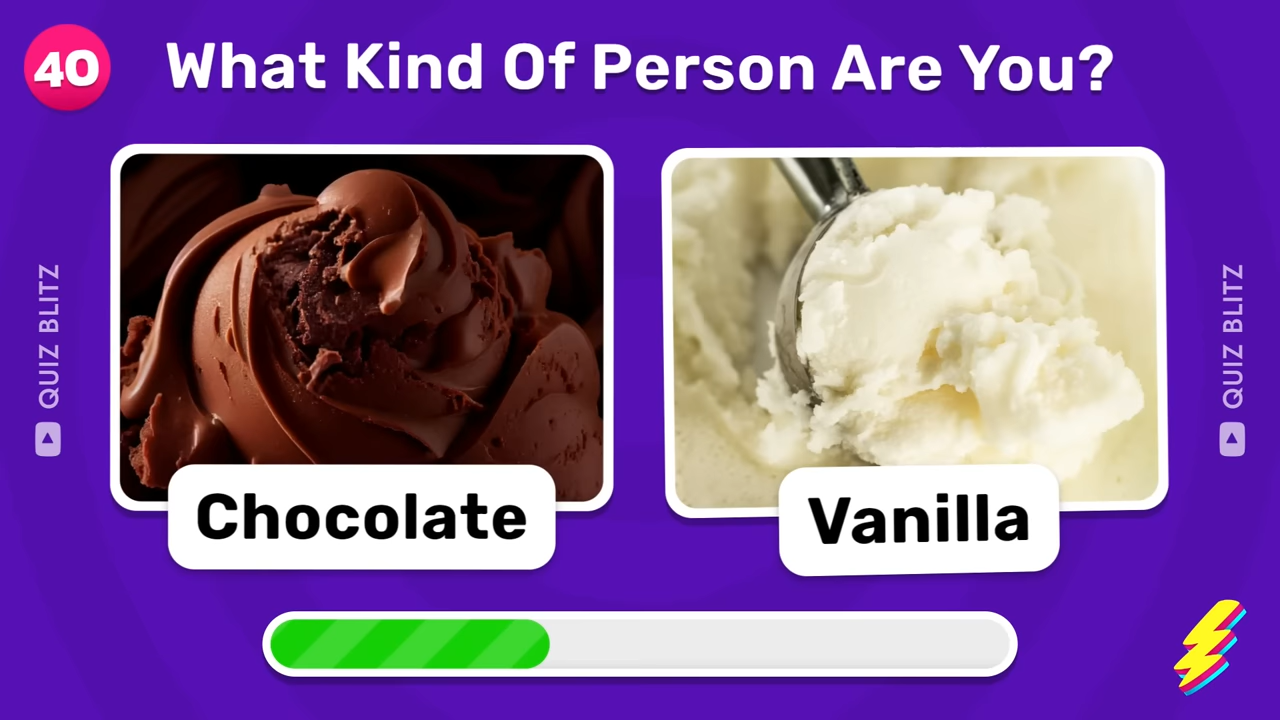 40
What Kind Of Person Are You?
QUIZ BLITZ
QUIZ BLITZ
Chocolate
Vanilla